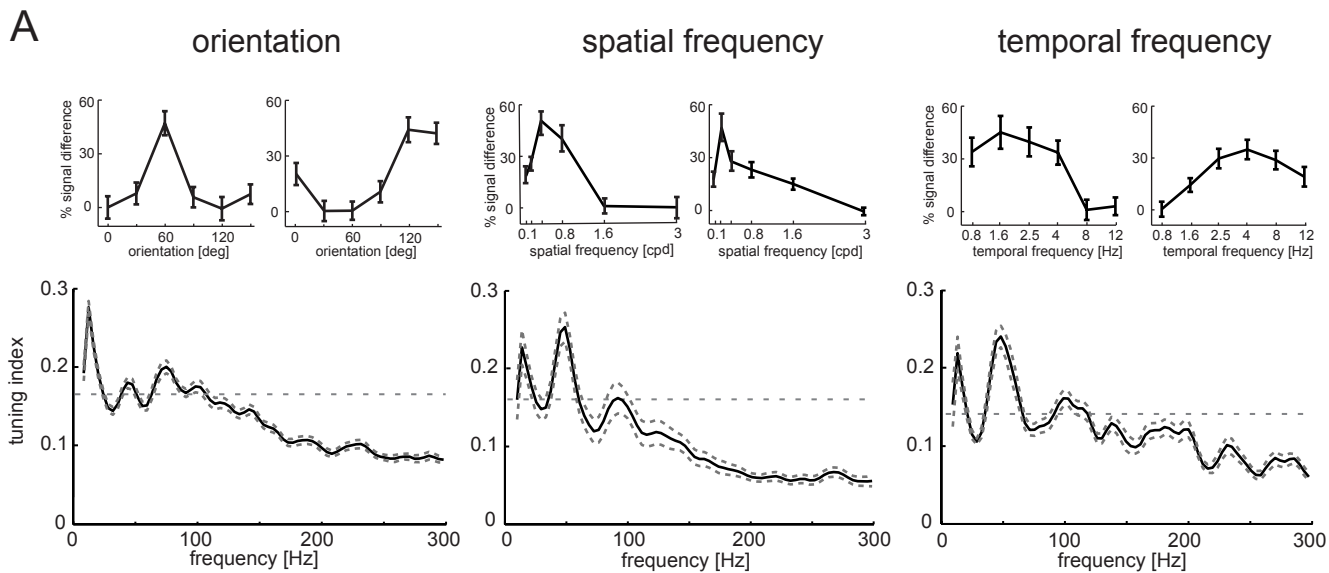 A
orientation
spatial frequency
temporal frequency
% signal difference
60
30
0
0 60 120
orientation [deg]
60
30
0
0 60 120
orientation [deg]
% signal difference
60
30
0
0.1 0.8 1.6 3
spatial frequency [cpd]
60
30
0
0.1 0.8 1.6 3
spatial frequency [cpd]
% signal difference
60
30
0
0.8 1.6 2.5 4 8 12
temporal frequency [Hz]
60
30
0
0.8 1.6 2.5 4 8 12
temporal frequency [Hz]
tuning index
0.3
0.2
0.1
0
0 100 200 300
frequency [Hz]
0.3
0.2
0.1
0
0 100 200 300
frequency [Hz]
0.3
0.2
0.1
0
0 100 200 300
frequency [Hz]